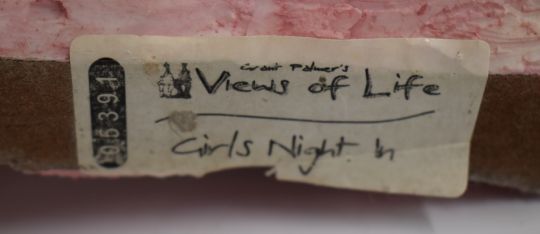 Grant Palmer's
Views of Life
Girls Night In
06391